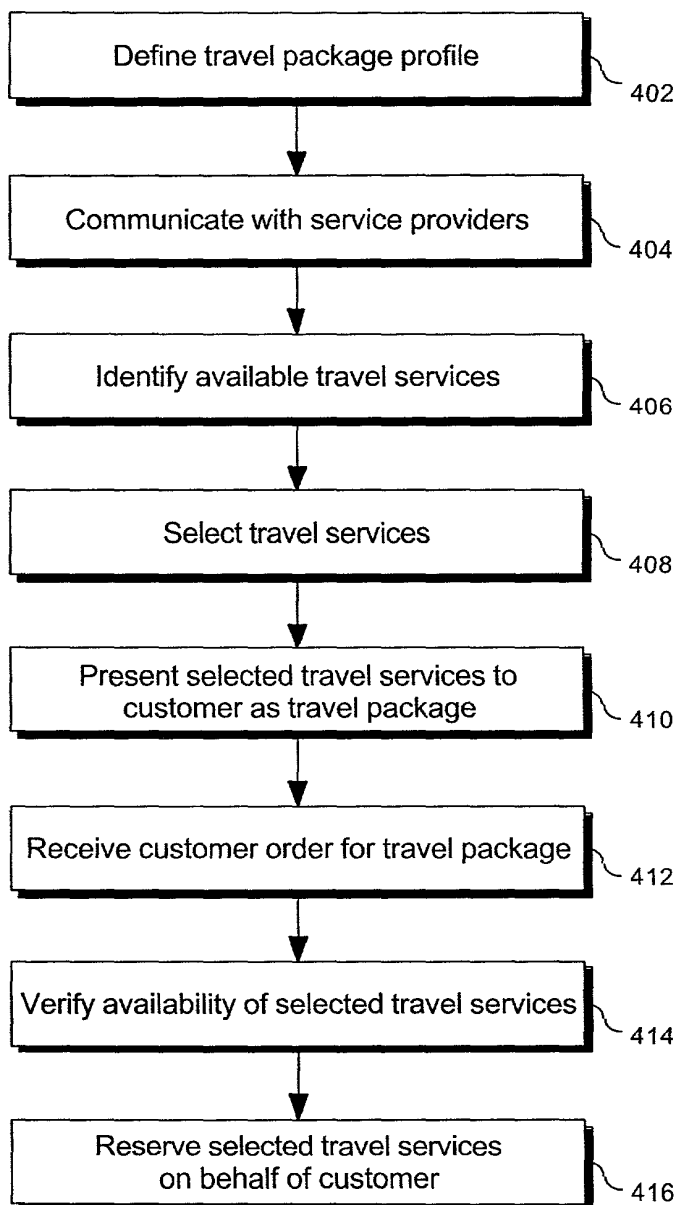 Define travel package profile
402
Communicate with service providers
404
Identify available travel services
406
Select travel services
408
Present selected travel services to
customer as travel package
410
Receive customer order for travel package
412
Verify availability of selected travel services
414
Reserve selected travel services
on behalf of customer
416